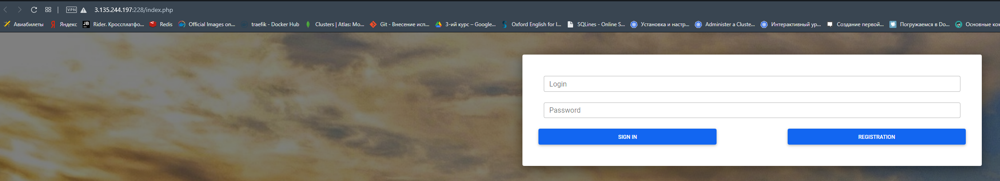 VPN 3.135.244.197:228/index.php
Авиабилеты Яндекс JB Rider. Кроссплатфо... Redis Official Images on... traefik - Docker Hub Clusters | Atlas: Mo... Git - Внесение исп... 3-ий курс – Google... Oxford English for I... SQLines - Online S... Установка и настр... Administer a Cluste... Интерактивный ур... Создание первой... Погружаемся в Do... Основные ком
Login
Password
SIGN IN REGISTRATION